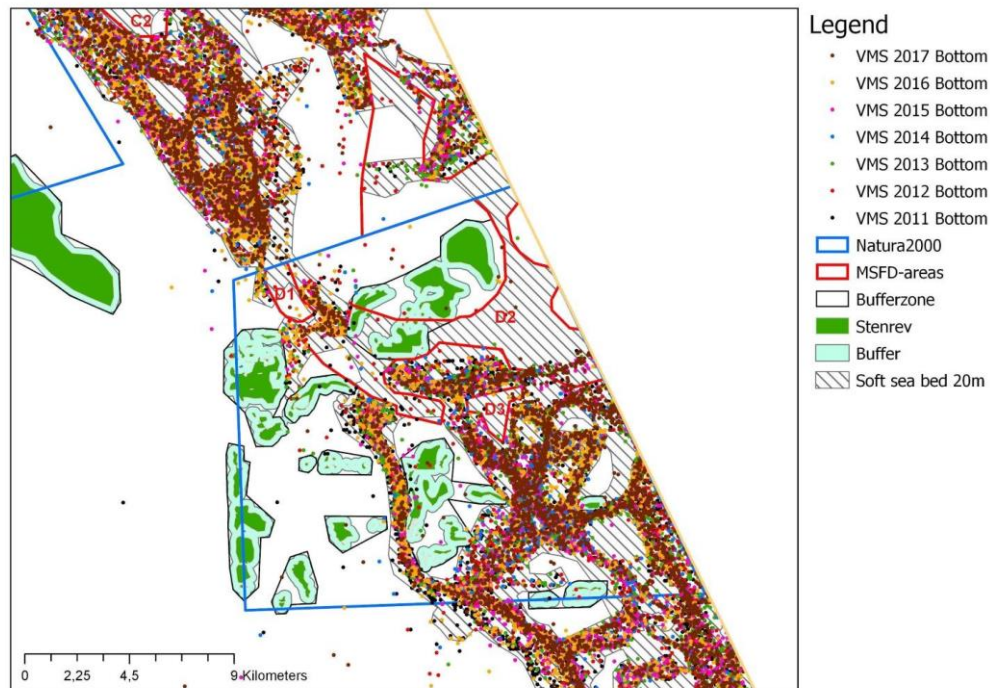 C2
D1
D2
D3
0 2,25 4,5 9 Kilometers
Legend
VMS 2017 Bottom
VMS 2016 Bottom
VMS 2015 Bottom
VMS 2014 Bottom
VMS 2013 Bottom
VMS 2012 Bottom
VMS 2011 Bottom
Natura2000
MSFD-areas
Bufferzone
Stenrev
Buffer
Soft sea bed 20m